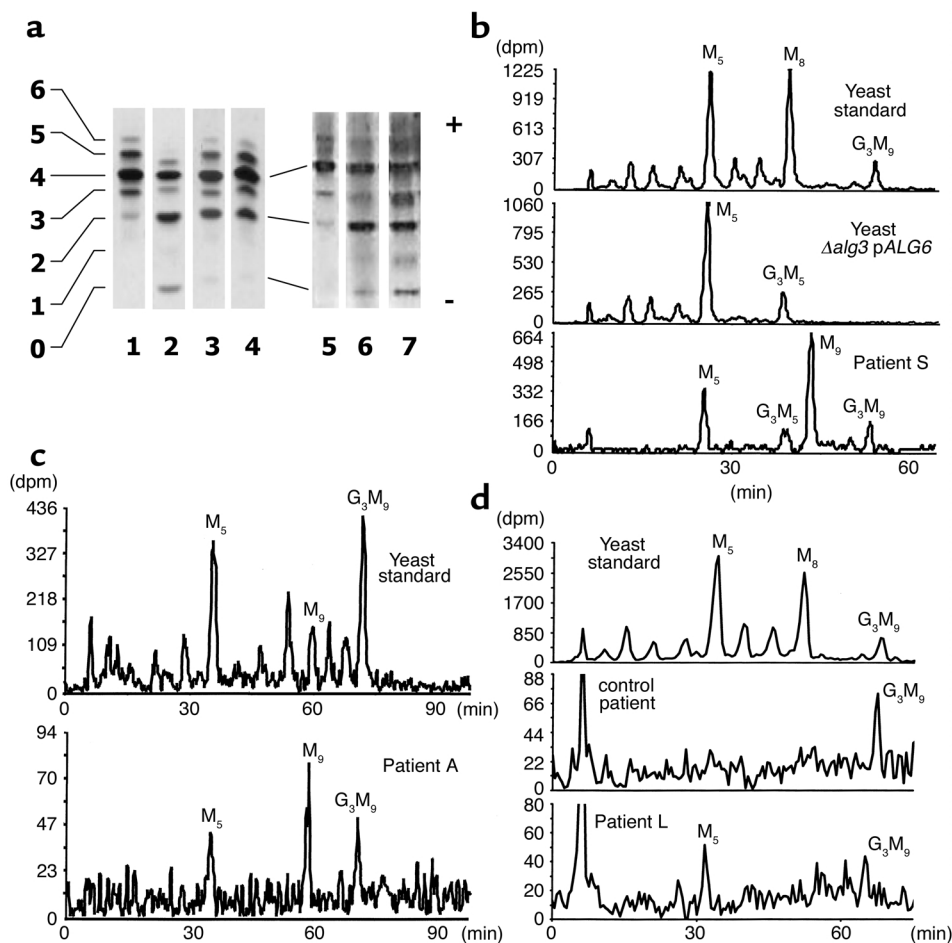 a
6
5
4
3
2
1
0
+
-
1 2 3 4 5 6 7
b
(dpm)
1225
919
613
307
0
M5
M8
Yeast
standard
G3M9
1060
795
530
265
0
M5
Yeast
Δalg3 pALG6
G3M5
664
498
332
166
0
M9
Patient S
M5
G3M5
G3M9
0 30 60
(min)
c
(dpm)
436
327
218
109
0
M5
G3M9
Yeast
standard
M9
0 30 60 90 (min)
94
70
47
23
0
M9
Patient A
G3M9
M5
0 30 60 90 (min)
d
(dpm)
3400
2550
1700
850
0
Yeast
standard
M5
M8
G3M9
88
66
44
22
0
control
patient
G3M9
80
60
40
20
0
Patient L
M5
G3M9
0 30 60 (min)